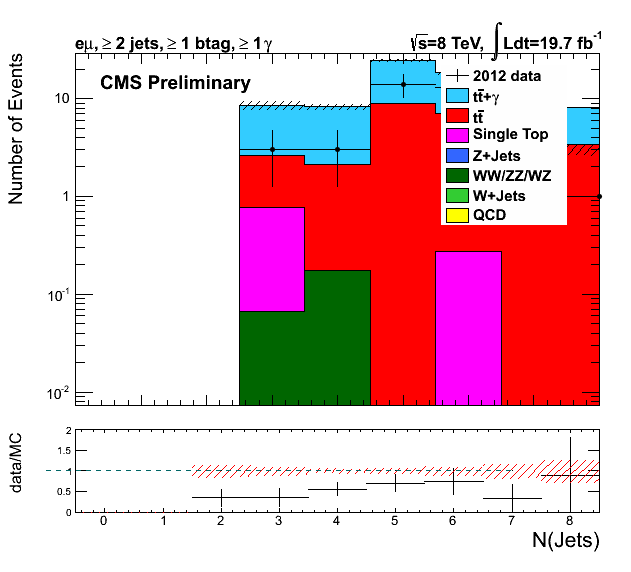 eμ, ≥ 2 jets, ≥ 1 btag, ≥ 1 γ √s=8 TeV, ∫Ldt=19.7 fb⁻¹
CMS Preliminary
2012 data
tt̅+γ
tt̅
Single Top
Z+Jets
WW/ZZ/WZ
W+Jets
QCD
Number of Events
10
1
10⁻¹
10⁻²
data/MC
2
1.5
1
0.5
0
0 1 2 3 4 5 6 7 8
N(Jets)